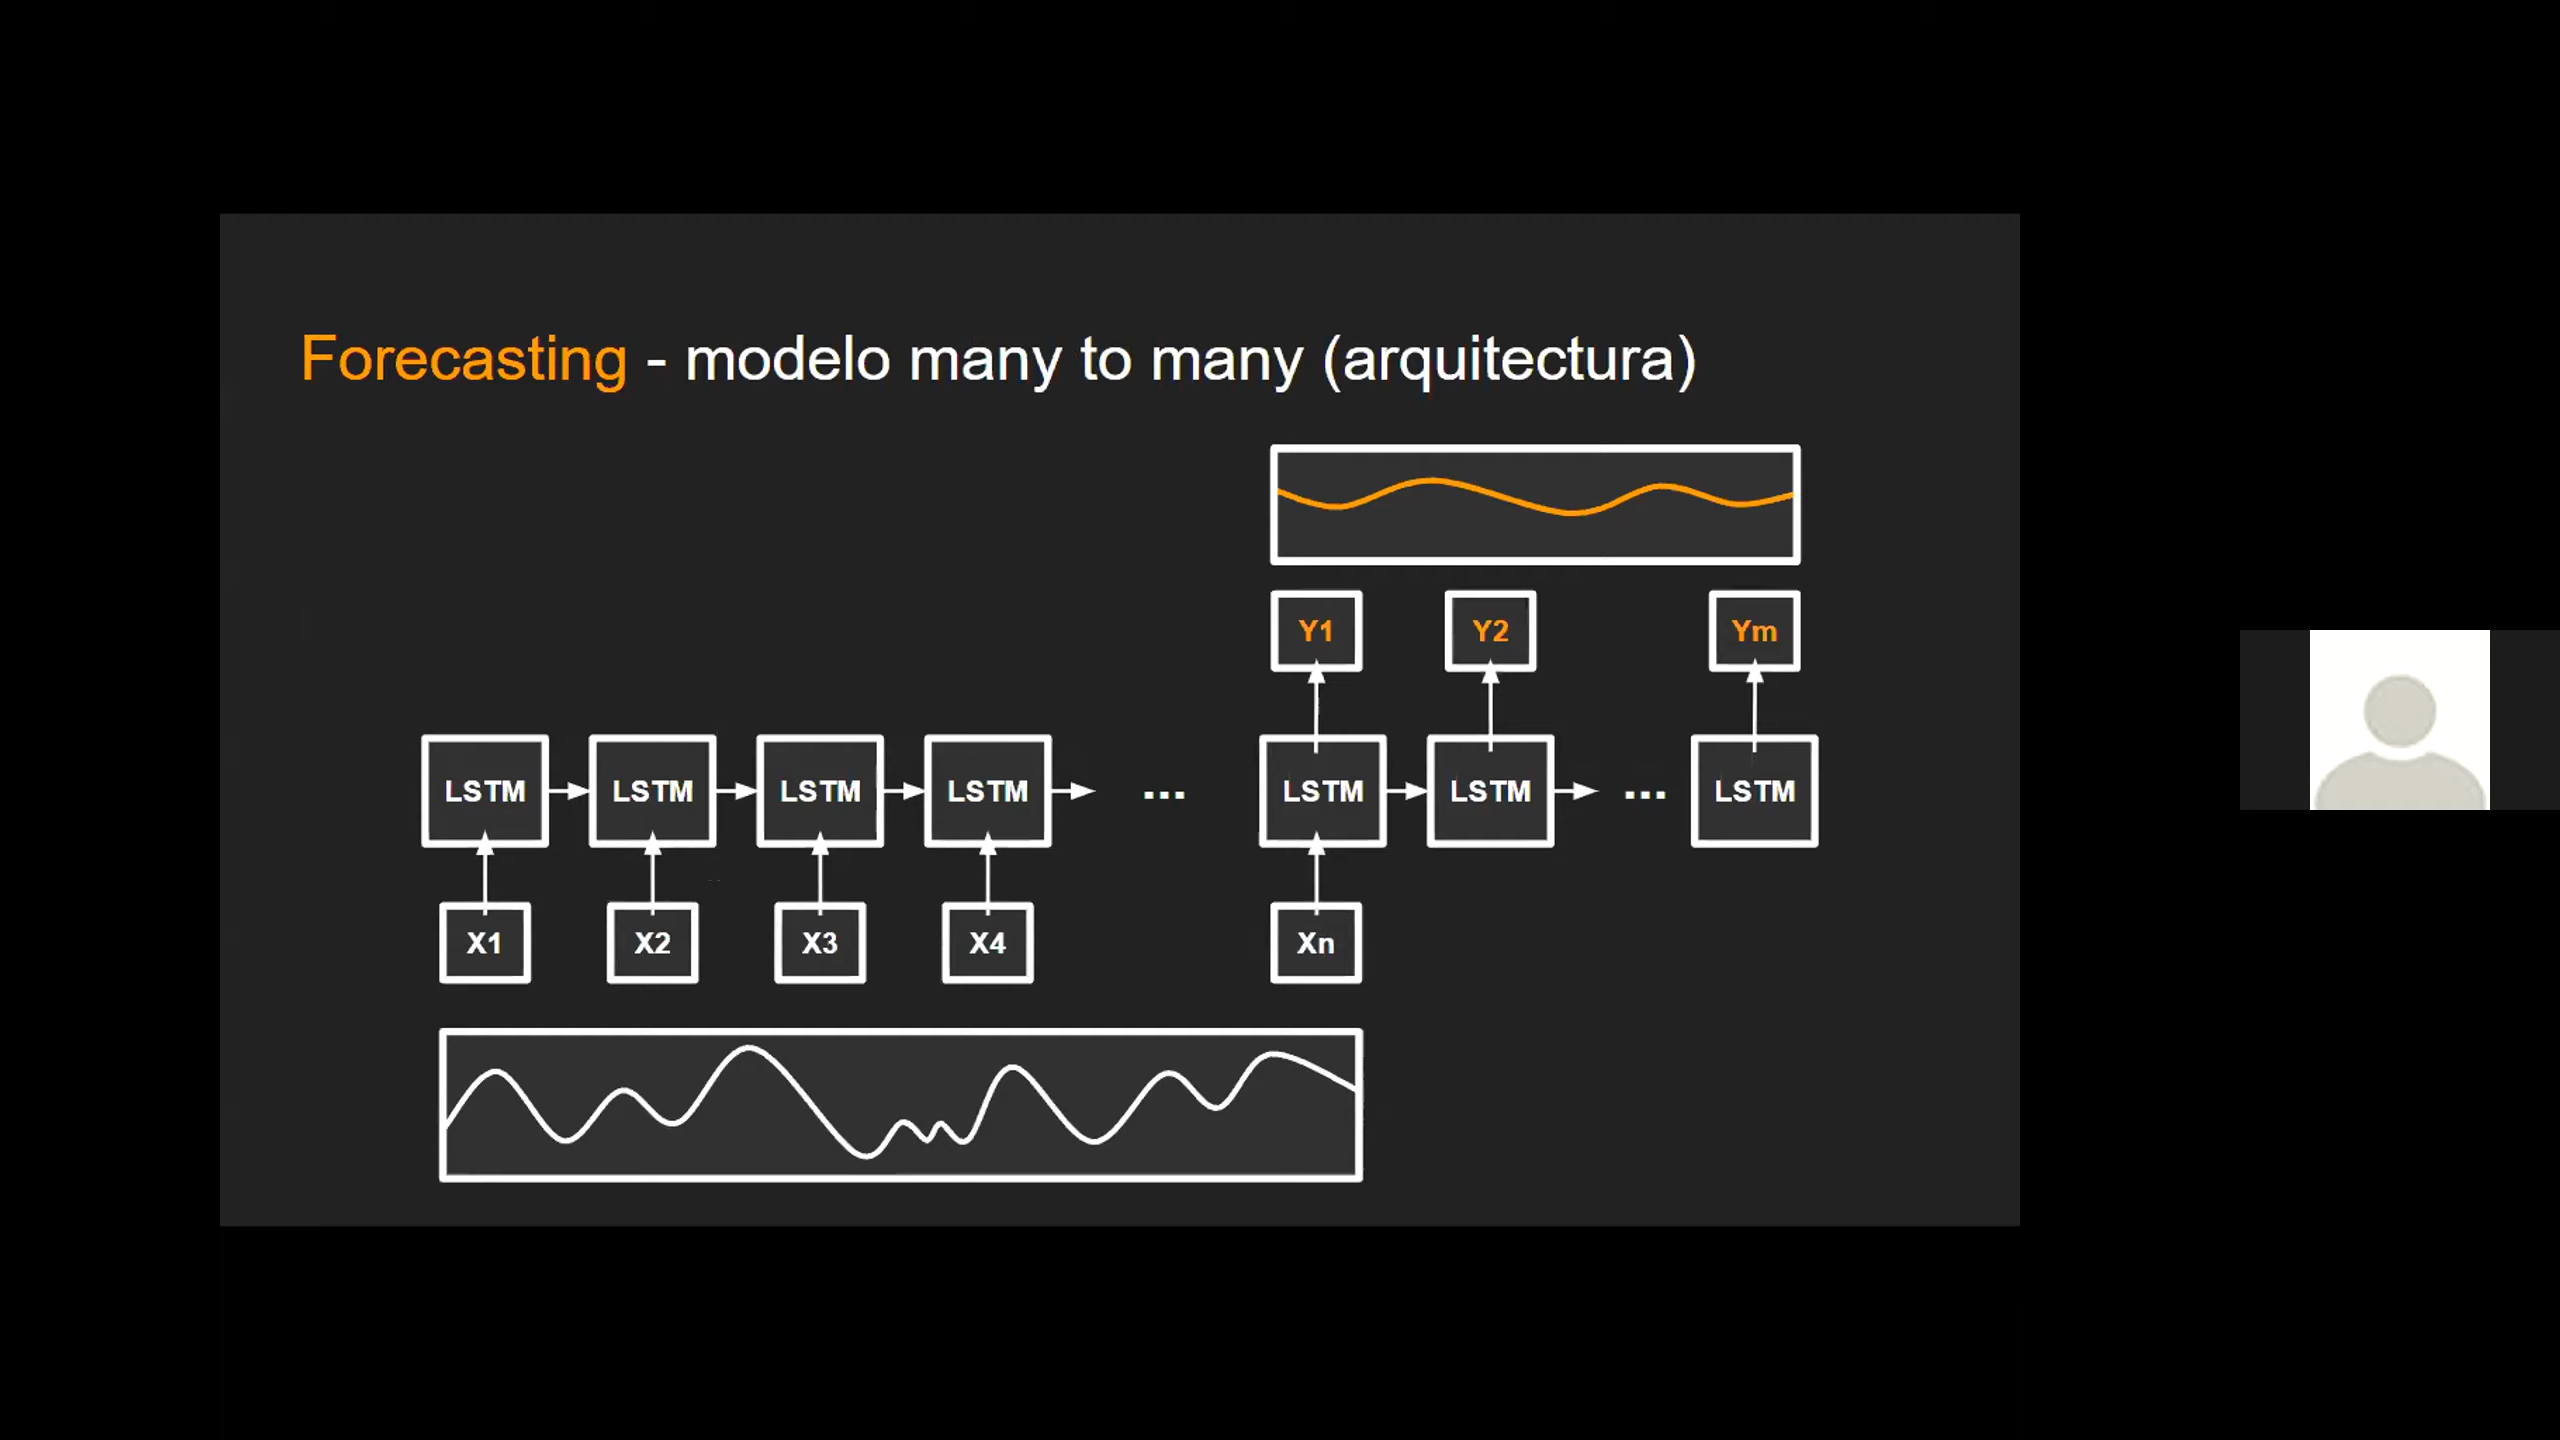 Forecasting - modelo many to many (arquitectura)
Y1 Y2 Ym
LSTM LSTM LSTM LSTM ... LSTM LSTM ... LSTM
X1 X2 X3 X4 Xn